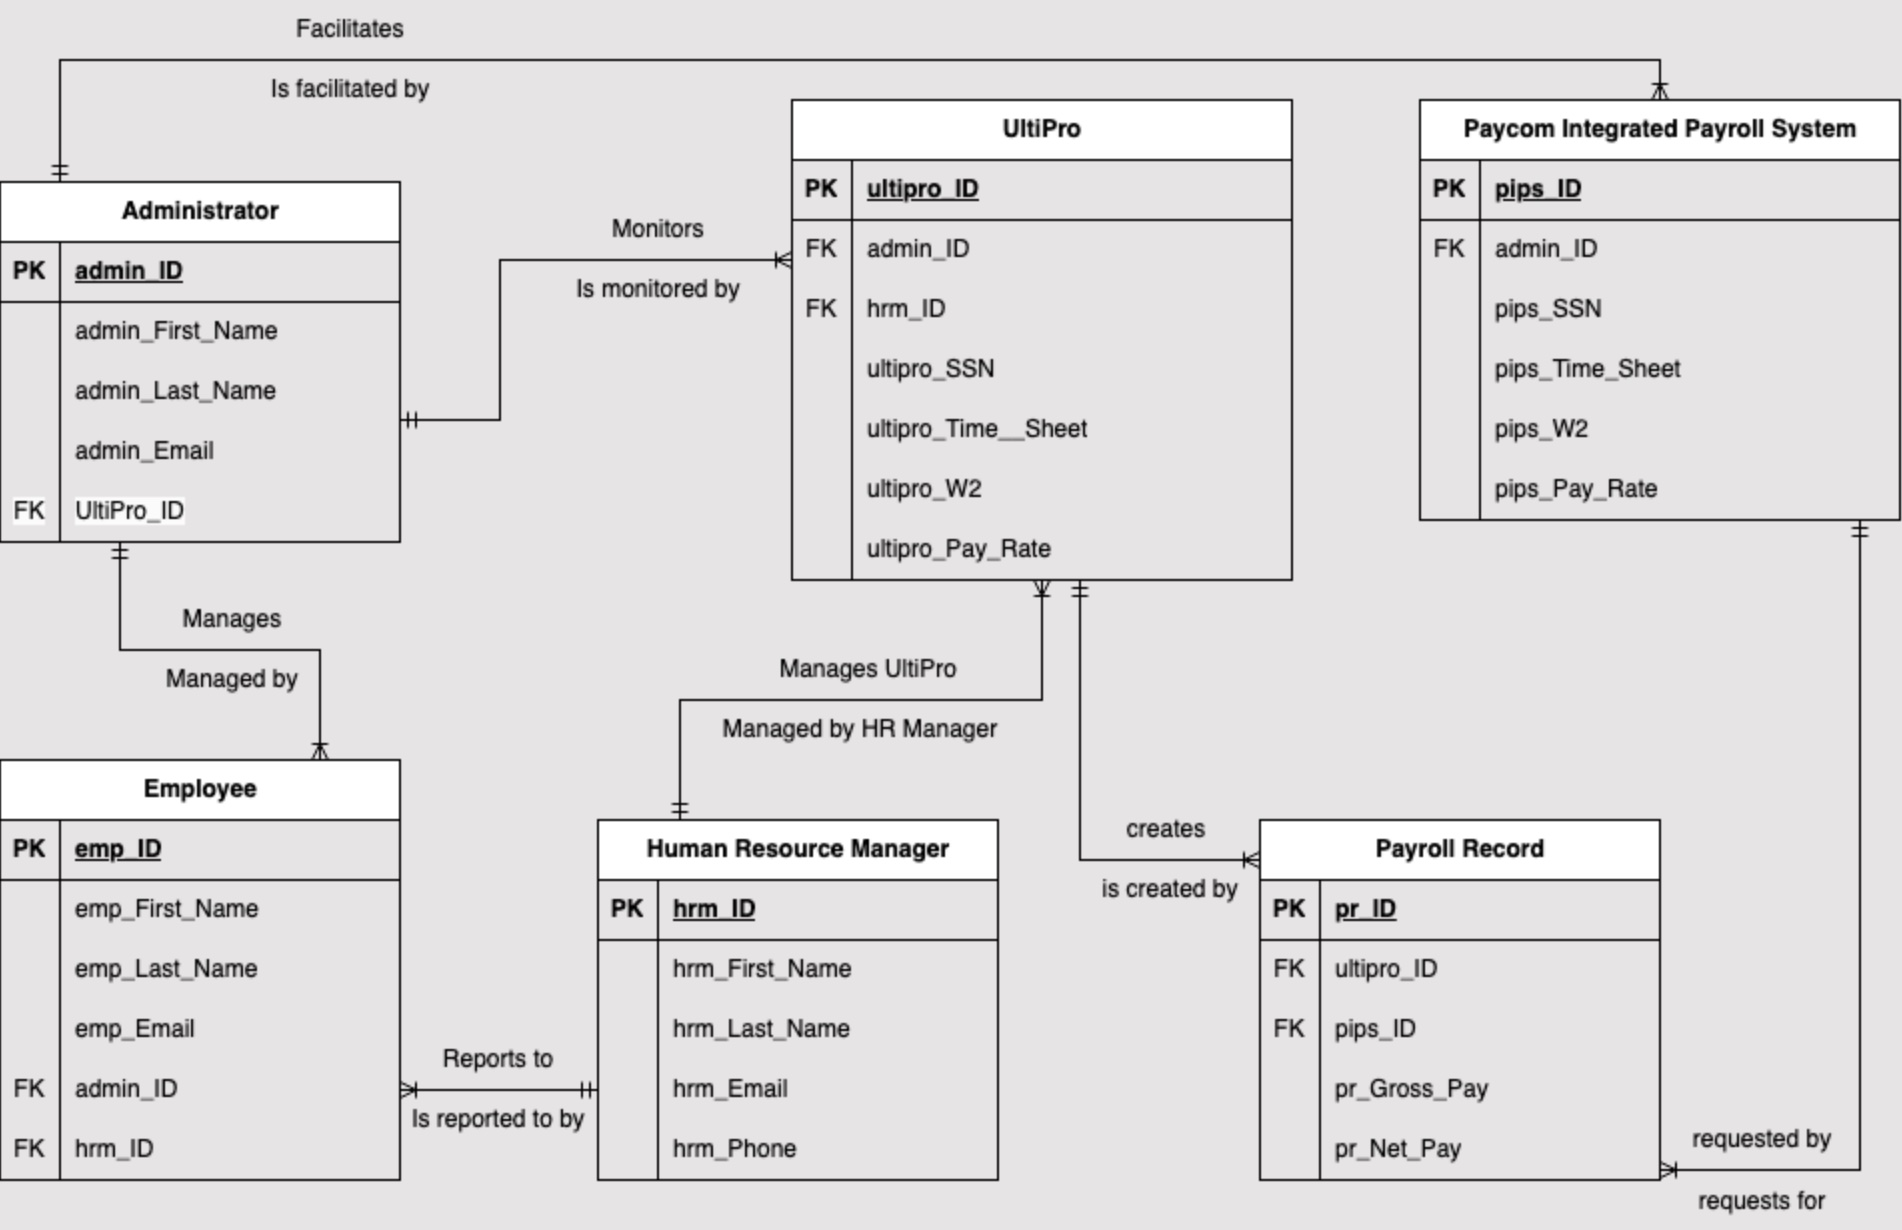 Facilitates
Is facilitated by
Administrator
PK admin_ID
admin_First_Name
admin_Last_Name
admin_Email
FK UltiPro_ID
Monitors
Is monitored by
UltiPro
PK ultipro_ID
FK admin_ID
FK hrm_ID
ultipro_SSN
ultipro_Time__Sheet
ultipro_W2
ultipro_Pay_Rate
Paycom Integrated Payroll System
PK pips_ID
FK admin_ID
pips_SSN
pips_Time_Sheet
pips_W2
pips_Pay_Rate
Manages
Managed by
Manages UltiPro
Managed by HR Manager
Employee
PK emp_ID
emp_First_Name
emp_Last_Name
emp_Email
FK admin_ID
FK hrm_ID
Reports to
Is reported to by
Human Resource Manager
PK hrm_ID
hrm_First_Name
hrm_Last_Name
hrm_Email
hrm_Phone
creates
is created by
Payroll Record
PK pr_ID
FK ultipro_ID
FK pips_ID
pr_Gross_Pay
pr_Net_Pay
requested by
requests for